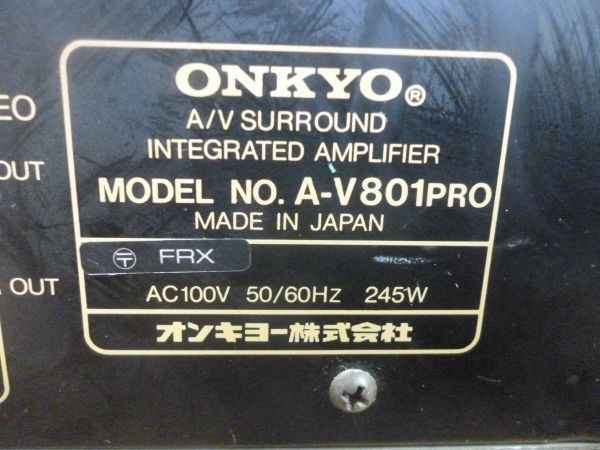 ONKYO®
A/V SURROUND
INTEGRATED AMPLIFIER
MODEL NO. A-V801PRO
MADE IN JAPAN
〒 FRX
AC100V 50/60Hz 245W
オンキヨー株式会社
EO
OUT
OUT